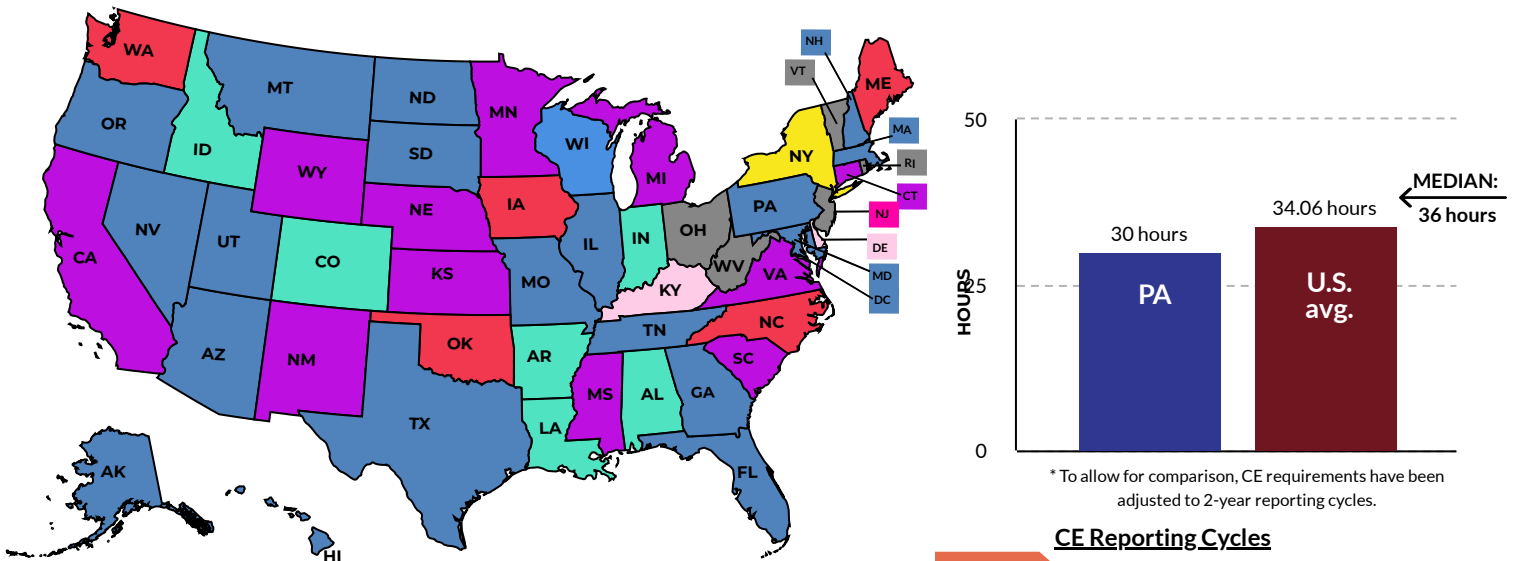 NH
VT
WA
ME
MT
ND
MN
OR
MA
WI
ID
SD
NY
RI
WY
MI
CT
NE
IA
PA
NJ
NV
UT
OH
IN
IL
DE
CO
CA
KS
WV
VA
MD
MO
KY
DC
NC
TN
AZ
NM
OK
AR
SC
MS
AL
GA
TX
LA
AK
FL
HI
50
MEDIAN:
36 hours
34.06 hours
30 hours
HOURS
25
PA
U.S.
avg.
0
* To allow for comparison, CE requirements have been
adjusted to 2-year reporting cycles.
CE Reporting Cycles